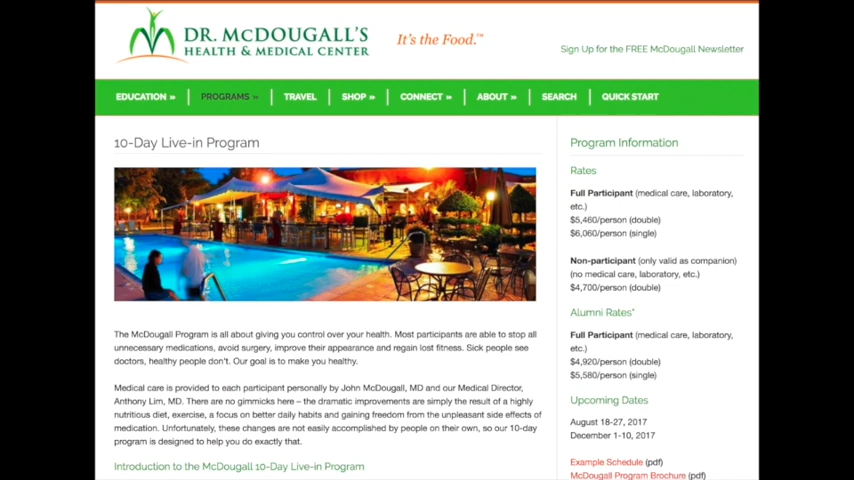 DR. MCDOUGALL'S
HEALTH & MEDICAL CENTER
It's the Food.™
Sign Up for the FREE McDougall Newsletter
EDUCATION » PROGRAMS » TRAVEL SHOP » CONNECT » ABOUT » SEARCH QUICK START
10-Day Live-in Program
The McDougall Program is all about giving you control over your health. Most participants are able to stop all
unnecessary medications, avoid surgery, improve their appearance and regain lost fitness. Sick people see
doctors, healthy people don't. Our goal is to make you healthy.
Medical care is provided to each participant personally by John McDougall, MD and our Medical Director,
Anthony Lim, MD. There are no gimmicks here – the dramatic improvements are simply the result of a highly
nutritious diet, exercise, a focus on better daily habits and gaining freedom from the unpleasant side effects of
medication. Unfortunately, these changes are not easily accomplished by people on their own, so our 10-day
program is designed to help you do exactly that.
Introduction to the McDougall 10-Day Live-in Program
Program Information
Rates
Full Participant (medical care, laboratory,
etc.)
$5,460/person (double)
$6,060/person (single)
Non-participant (only valid as companion)
(no medical care, laboratory, etc.)
$4,700/person (double)
Alumni Rates*
Full Participant (medical care, laboratory,
etc.)
$4,920/person (double)
$5,580/person (single)
Upcoming Dates
August 18-27, 2017
December 1-10, 2017
Example Schedule (pdf)
McDougall Program Brochure (pdf)